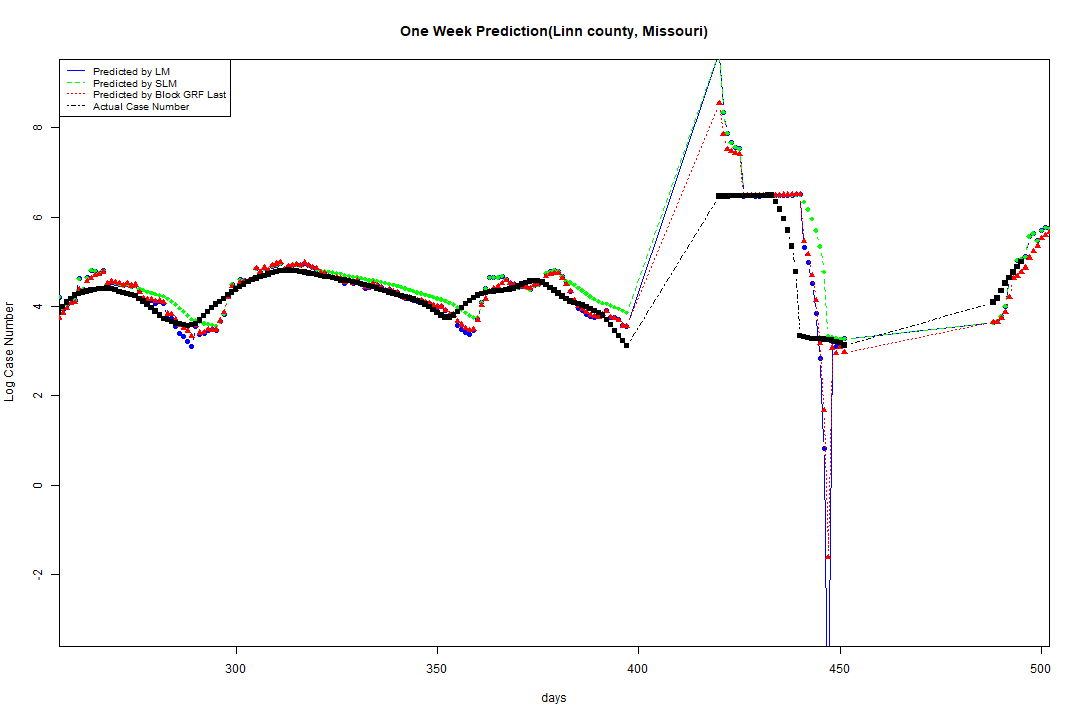 One Week Prediction(Linn county, Missouri)
Predicted by LM
Predicted by SLM
Predicted by Block GRF Last
Actual Case Number
8
6
4
2
0
-2
Log Case Number
300
350
400
450
500
days